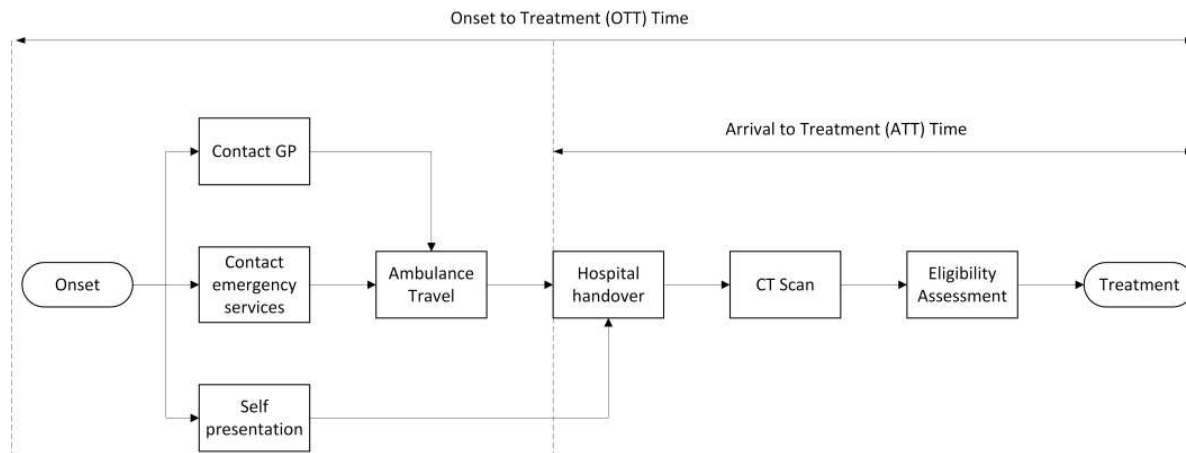 Onset to Treatment (OTT) Time
Arrival to Treatment (ATT) Time
Contact GP
Onset
Contact
emergency
services
Ambulance
Travel
Hospital
handover
CT Scan
Eligibility
Assessment
Treatment
Self
presentation